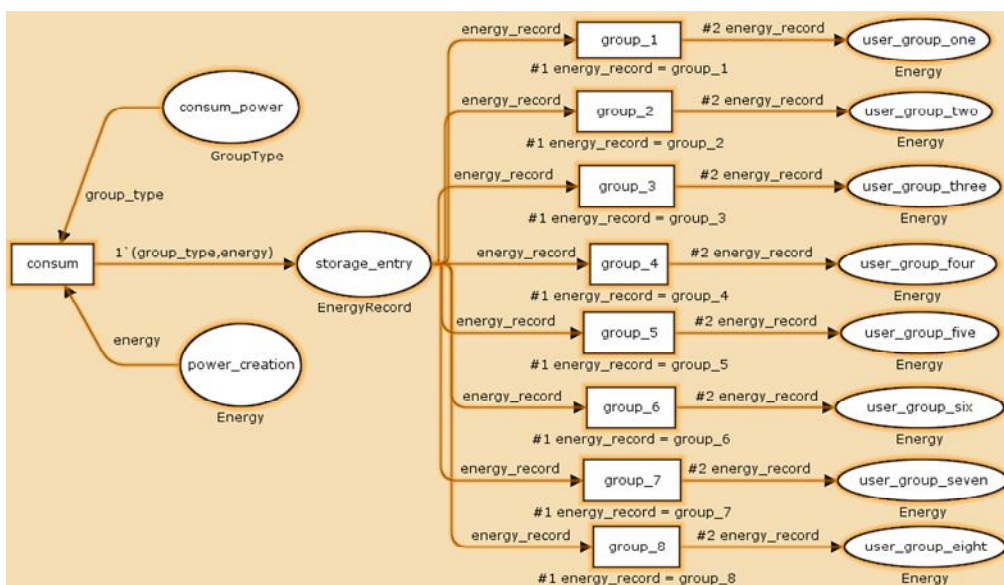 energy_record
group_1
#2 energy_record
user_group_one
#1 energy_record = group_1
Energy
consum_power
GroupType
energy_record
group_2
#2 energy_record
user_group_two
#1 energy_record = group_2
Energy
group_type
energy_record
group_3
#2 energy_record
user_group_three
#1 energy_record = group_3
Energy
consum
1`(group_type,energy)
storage_entry
EnergyRecord
energy_record
group_4
#2 energy_record
user_group_four
#1 energy_record = group_4
Energy
energy
power_creation
Energy
energy_record
group_5
#2 energy_record
user_group_five
#1 energy_record = group_5
Energy
energy_record
group_6
#2 energy_record
user_group_six
#1 energy_record = group_6
Energy
energy_record
group_7
#2 energy_record
user_group_seven
#1 energy_record = group_7
Energy
energy_record
group_8
#2 energy_record
user_group_eight
#1 energy_record = group_8
Energy